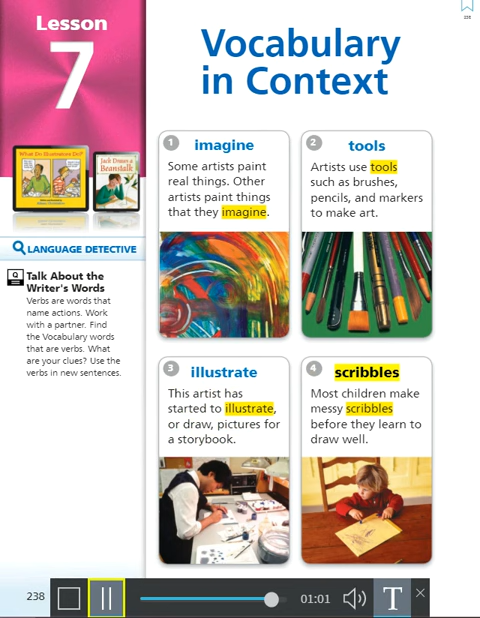 Lesson
7
Vocabulary
in Context
What Do Illustrators Do?
Jack Draws a
Beanstalk
LANGUAGE DETECTIVE
Talk About the
Writer's Words
Verbs are words that
name actions. Work
with a partner. Find
the Vocabulary words
that are verbs. What
are your clues? Use the
verbs in new sentences.
1 imagine
Some artists paint
real things. Other
artists paint things
that they imagine.
2 tools
Artists use tools
such as brushes,
pencils, and markers
to make art.
3 illustrate
This artist has
started to illustrate,
or draw, pictures for
a storybook.
4 scribbles
Most children make
messy scribbles
before they learn to
draw well.
238
01:01
T